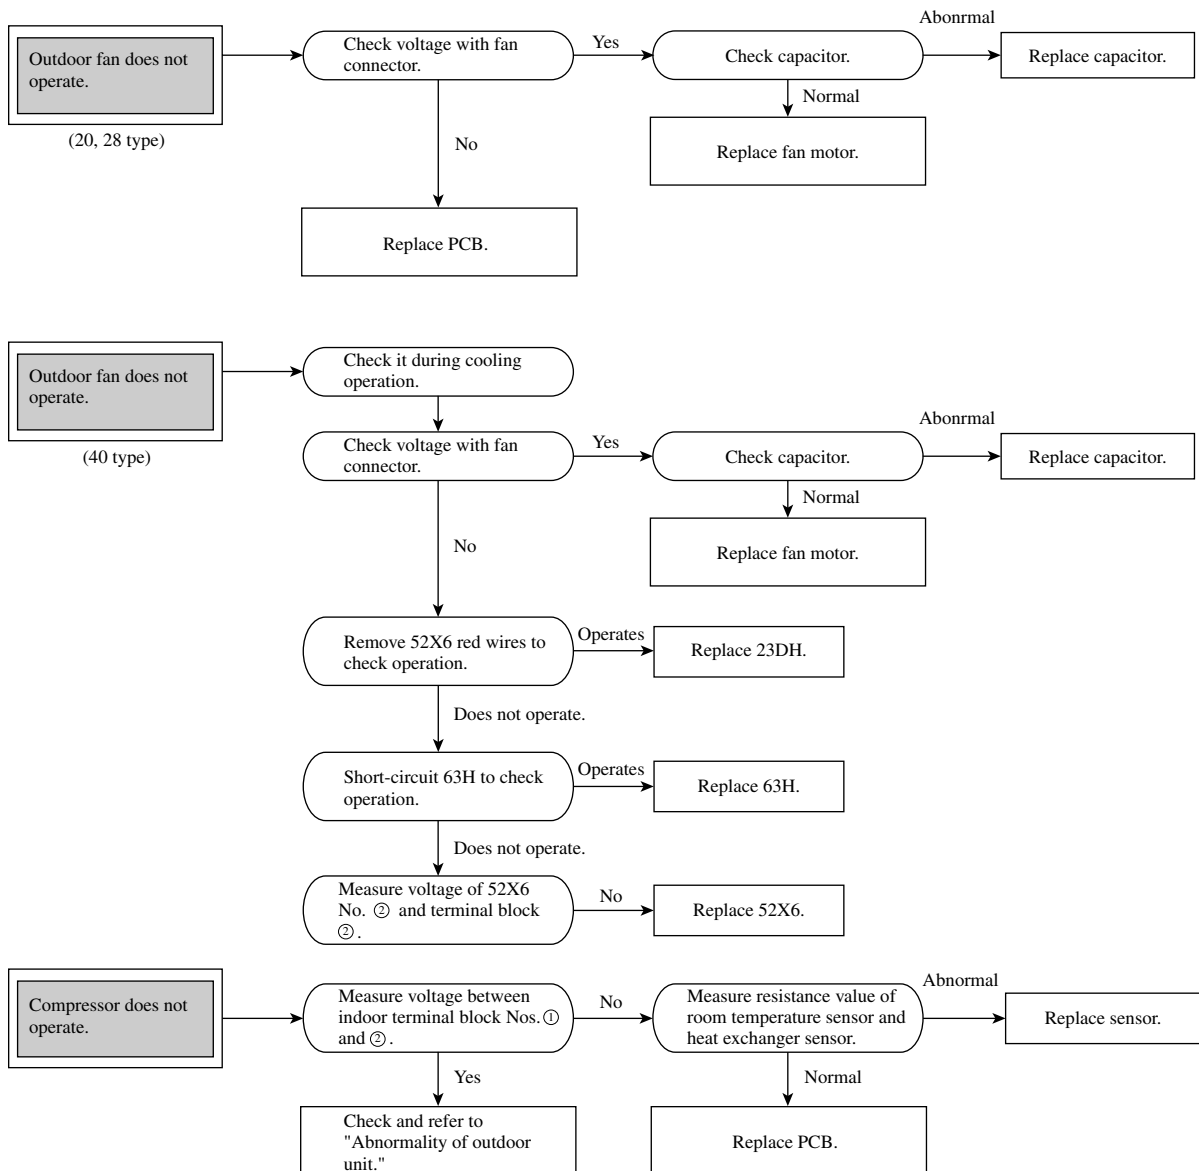 Outdoor fan does not
operate.
(20, 28 type)
Check voltage with fan
connector.
Yes
Check capacitor.
Abonrmal
Replace capacitor.
Normal
Replace fan motor.
No
Replace PCB.
Outdoor fan does not
operate.
(40 type)
Check it during cooling
operation.
Check voltage with fan
connector.
Yes
Check capacitor.
Abonrmal
Replace capacitor.
Normal
Replace fan motor.
No
Remove 52X6 red wires to
check operation.
Operates
Replace 23DH.
Does not operate.
Short-circuit 63H to check
operation.
Operates
Replace 63H.
Does not operate.
Measure voltage of 52X6
No. ② and terminal block
②.
No
Replace 52X6.
Compressor does not
operate.
Measure voltage between
indoor terminal block Nos. ①
and ②.
No
Measure resistance value of
room temperature sensor and
heat exchanger sensor.
Abnormal
Replace sensor.
Yes
Check and refer to
"Abnormality of outdoor
unit."
Normal
Replace PCB.